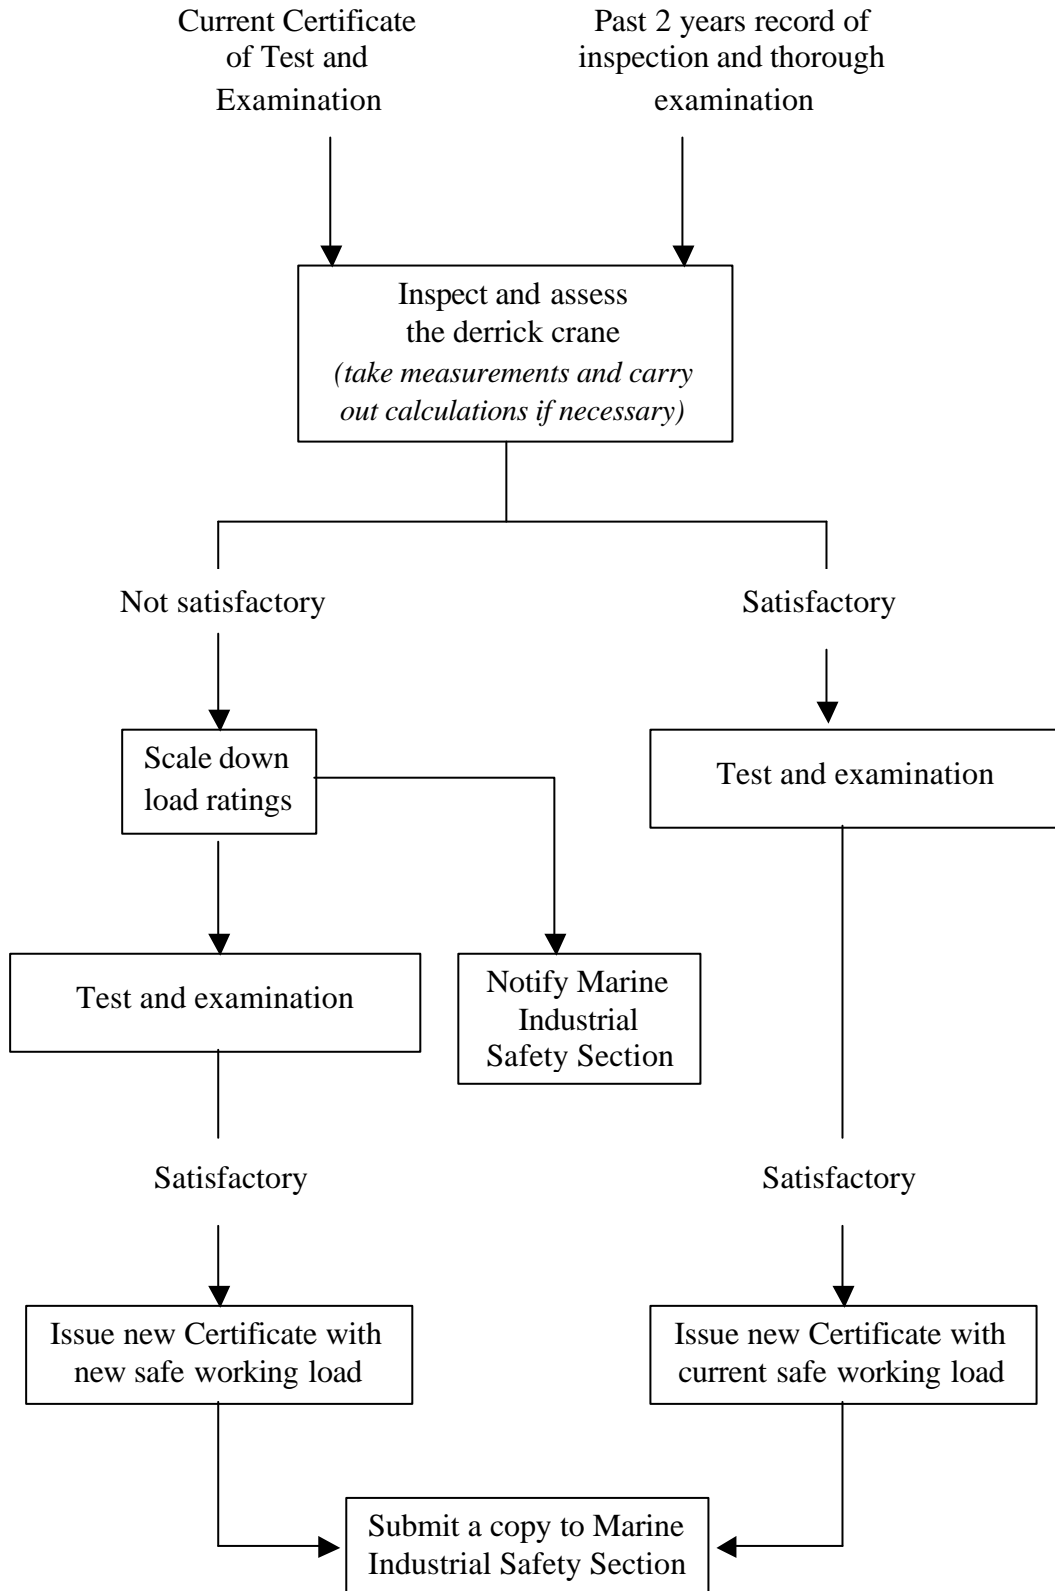 Current Certificate
of Test and
Examination
Past 2 years record of
inspection and thorough
examination
Inspect and assess
the derrick crane
(take measurements and carry
out calculations if necessary)
Not satisfactory
Satisfactory
Scale down
load ratings
Test and examination
Test and examination
Notify Marine
Industrial
Safety Section
Satisfactory
Satisfactory
Issue new Certificate with
new safe working load
Issue new Certificate with
current safe working load
Submit a copy to Marine
Industrial Safety Section